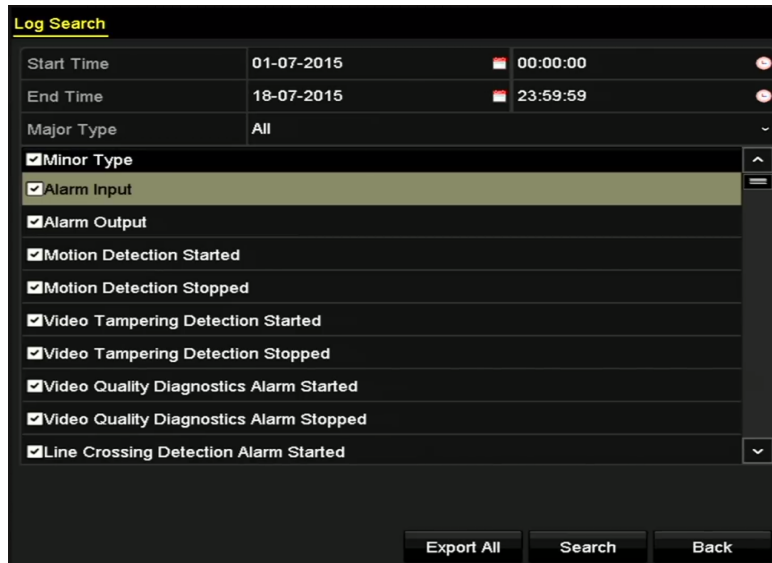 Log Search
Start Time 01-07-2015 00:00:00
End Time 18-07-2015 23:59:59
Major Type All
Minor Type
Alarm Input
Alarm Output
Motion Detection Started
Motion Detection Stopped
Video Tampering Detection Started
Video Tampering Detection Stopped
Video Quality Diagnostics Alarm Started
Video Quality Diagnostics Alarm Stopped
Line Crossing Detection Alarm Started
Export All Search Back